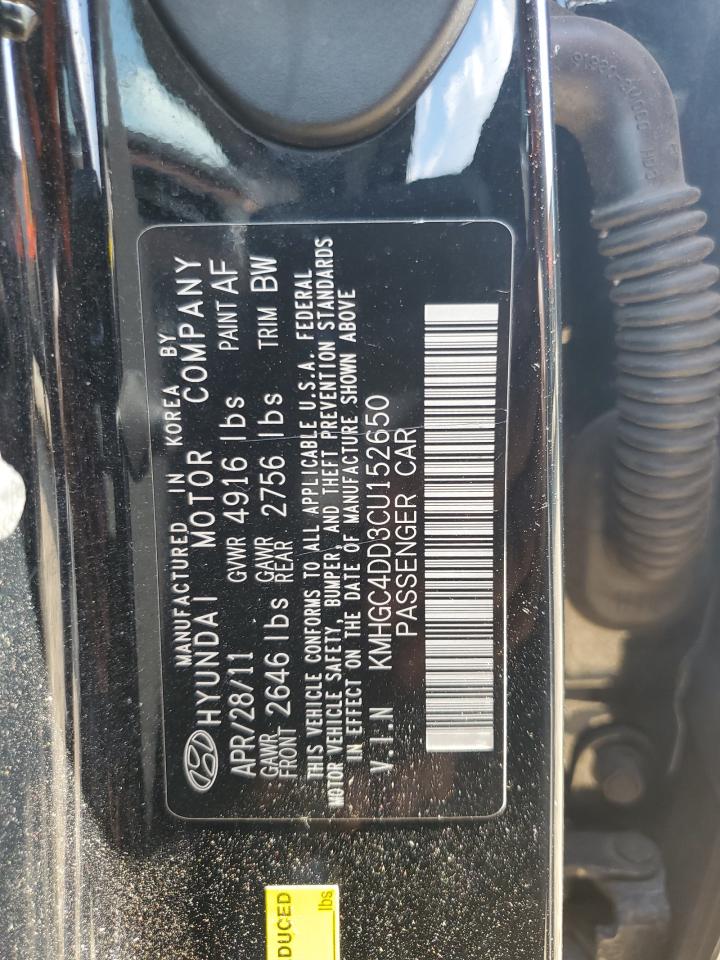 MANUFACTURED IN KOREA BY
HYUNDAI MOTOR COMPANY
APR/28/11 GVWR 4916 lbs PAINT AF
GAWR FRONT 2646 lbs GAWR REAR 2756 lbs TRIM BW
THIS VEHICLE CONFORMS TO ALL APPLICABLE U.S.A. FEDERAL
MOTOR VEHICLE SAFETY, BUMPER, AND THEFT PREVENTION STANDARDS
IN EFFECT ON THE DATE OF MANUFACTURE SHOWN ABOVE
V.I.N KMHGC4DD3CU152650
PASSENGER CAR
DUCED
lbs